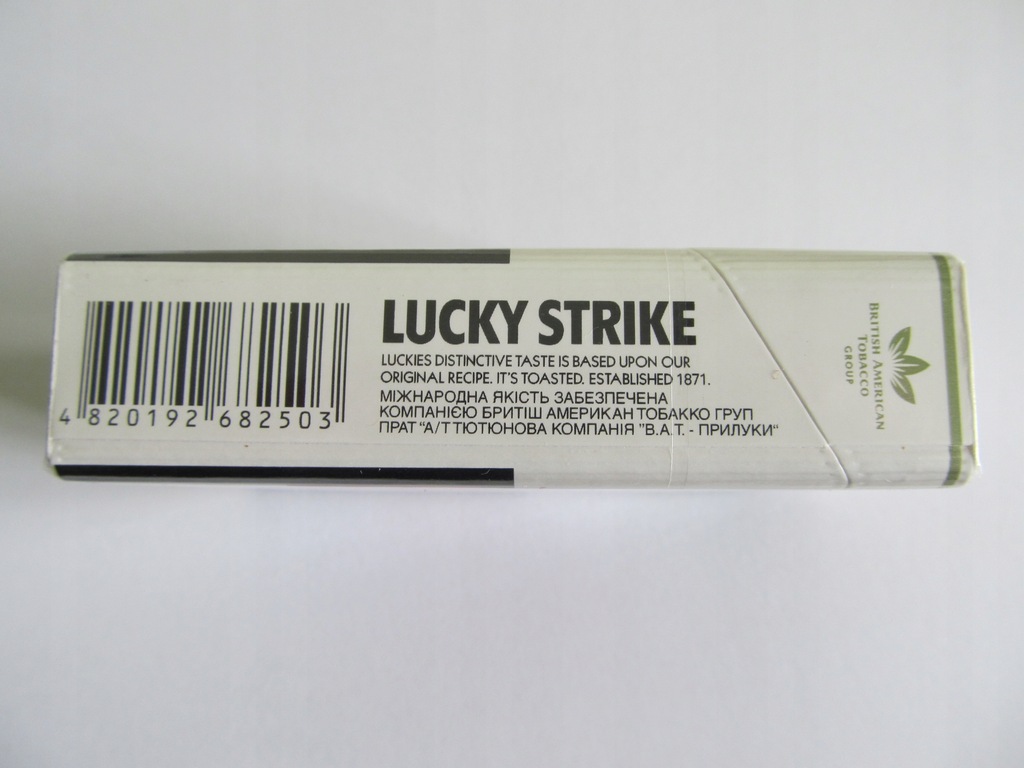 4 820192 682503
LUCKY STRIKE
LUCKIES DISTINCTIVE TASTE IS BASED UPON OUR
ORIGINAL RECIPE. IT'S TOASTED. ESTABLISHED 1871.
МІЖНАРОДНА ЯКІСТЬ ЗАБЕЗПЕЧЕНА
КОМПАНІЄЮ БРИТІШ АМЕРИКАН ТОБАККО ГРУП
ПРАТ "А/Т ТЮТЮНОВА КОМПАНІЯ "В.А.Т. - ПРИЛУКИ"
BRITISH AMERICAN
TOBACCO
GROUP